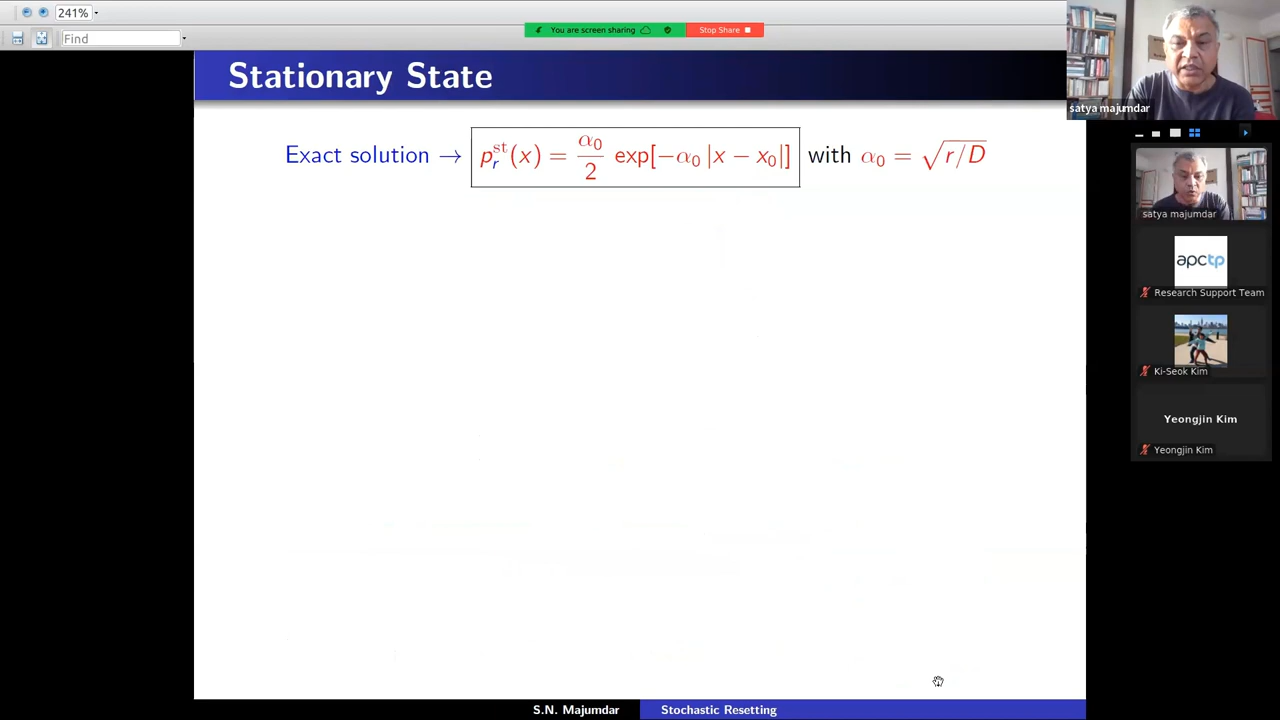 241%
You are screen sharing
Stop Share
Find
Stationary State
satya majumdar
Exact solution → p_r^st(x) = α₀/2 exp[−α₀ |x − x₀|] with α₀ = √r/D
satya majumdar
apctp
Research Support Team
Ki-Seok Kim
Yeongjin Kim
Yeongjin Kim
S.N. Majumdar
Stochastic Resetting